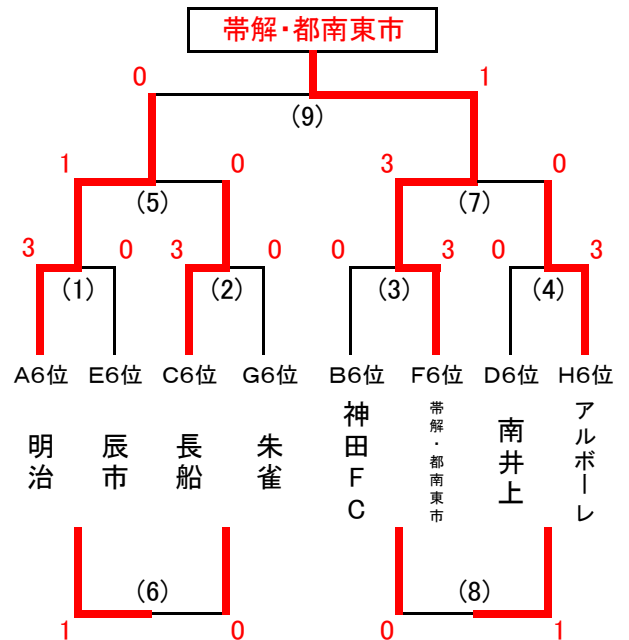 帯解・都南東市
0 1
(9)
1 0 3 0
(5) (7)
3 0 3 0 0 3 0 3
(1) (2) (3) (4)
A6位 E6位 C6位 G6位 B6位 F6位 D6位 H6位
明治
辰市
長船
朱雀
神田FC
帯解・都南東市
南井上
アルボーレ
(6) (8)
1 0 0 1